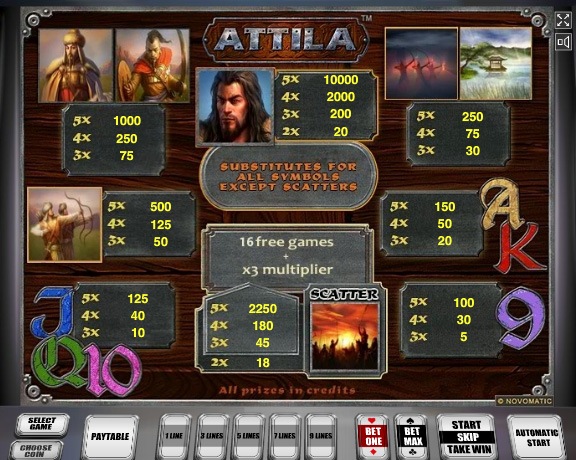 ATTILA™
5x 1000
4x 250
3x 75
5x 10000
4x 2000
3x 200
2x 20
5x 250
4x 75
3x 30
SUBSTITUTES FOR
ALL SYMBOLS
EXCEPT SCATTERS
5x 500
4x 125
3x 50
16 free games
+
x3 multiplier
5x 150
4x 50
3x 20
A
K
J
Q
10
5x 125
4x 40
3x 10
5x 2250
4x 180
3x 45
2x 18
SCATTER
5x 100
4x 30
3x 5
9
All prizes in credits
© NOVOMATIC
SELECT
GAME
CHOOSE
COIN
PAYTABLE
1 LINE
3 LINES
5 LINES
7 LINES
9 LINES
BET
ONE
BET
MAX
START
SKIP
TAKE WIN
AUTOMATIC
START